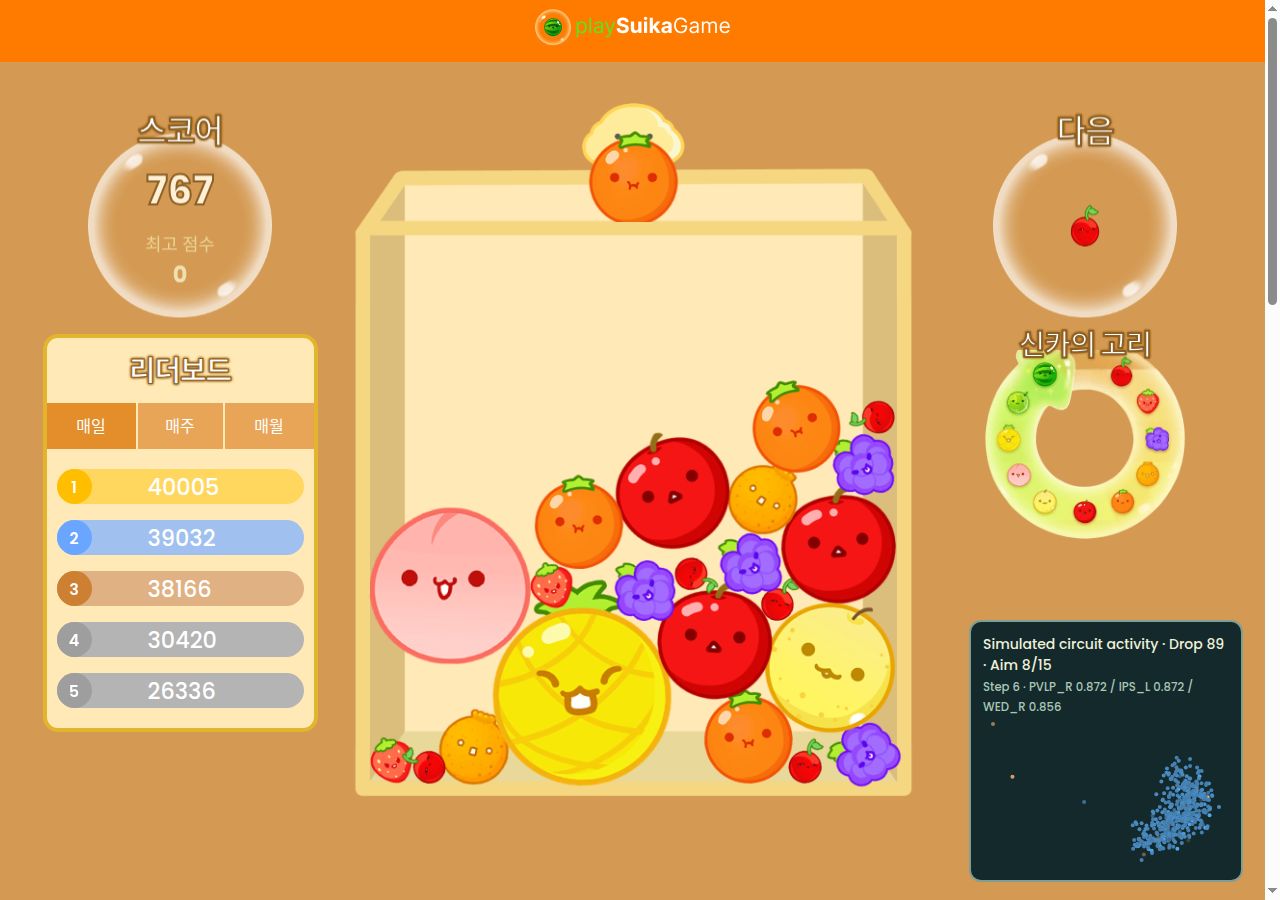 playSuikaGame
스코어
767
최고 점수
0
리더보드
매일 매주 매월
1 40005
2 39032
3 38166
4 30420
5 26336
다음
신카의 고리
Simulated circuit activity · Drop 89
· Aim 8/15
Step 6 · PVLP_R 0.872 / IPS_L 0.872 /
WED_R 0.856